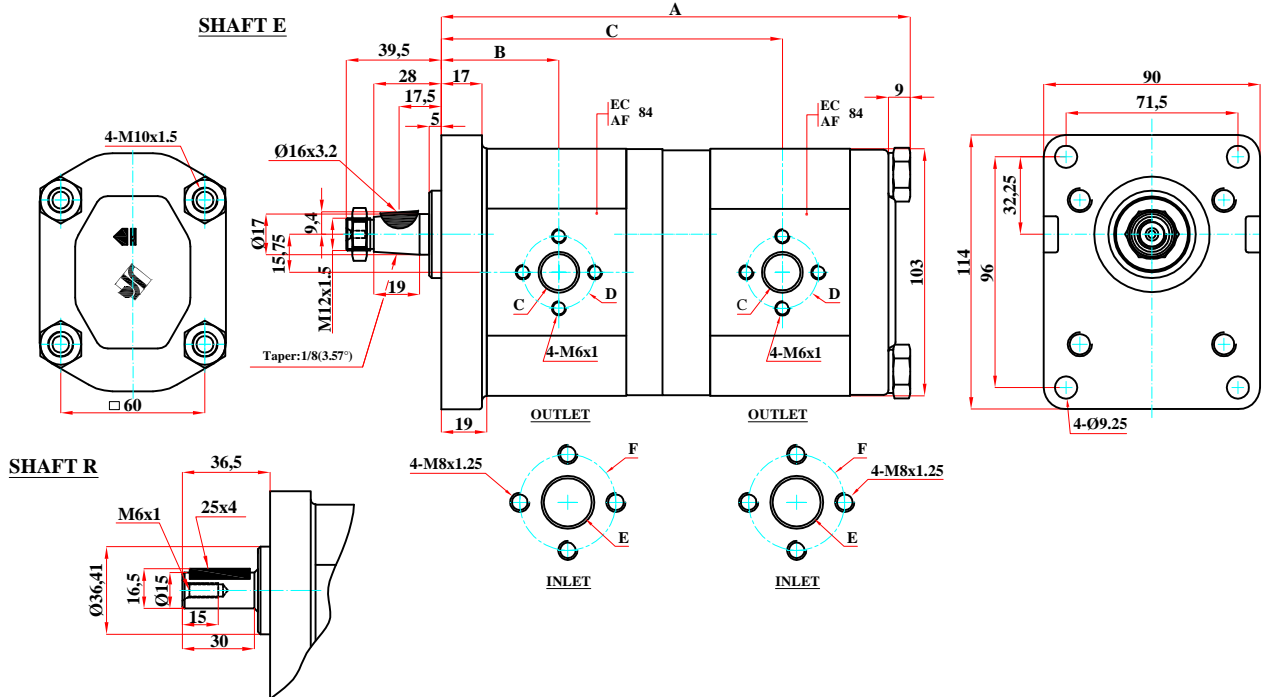 SHAFT E
A
C
B
39,5
28
17
17,5
5
9
EC
AF 84
EC
AF 84
4-M10x1.5
Ø16x3.2
9,4
Ø17
15,75
M12x1.5
19
Taper:1/8(3.57°)
C
D
4-M6x1
C
D
4-M6x1
103
19
OUTLET
OUTLET
□ 60
90
71,5
32,25
114
96
4-Ø9.25
SHAFT R
36,5
M6x1
25x4
Ø36,41
16,5
Ø15
15
30
4-M8x1.25
F
E
INLET
F
4-M8x1.25
E
INLET